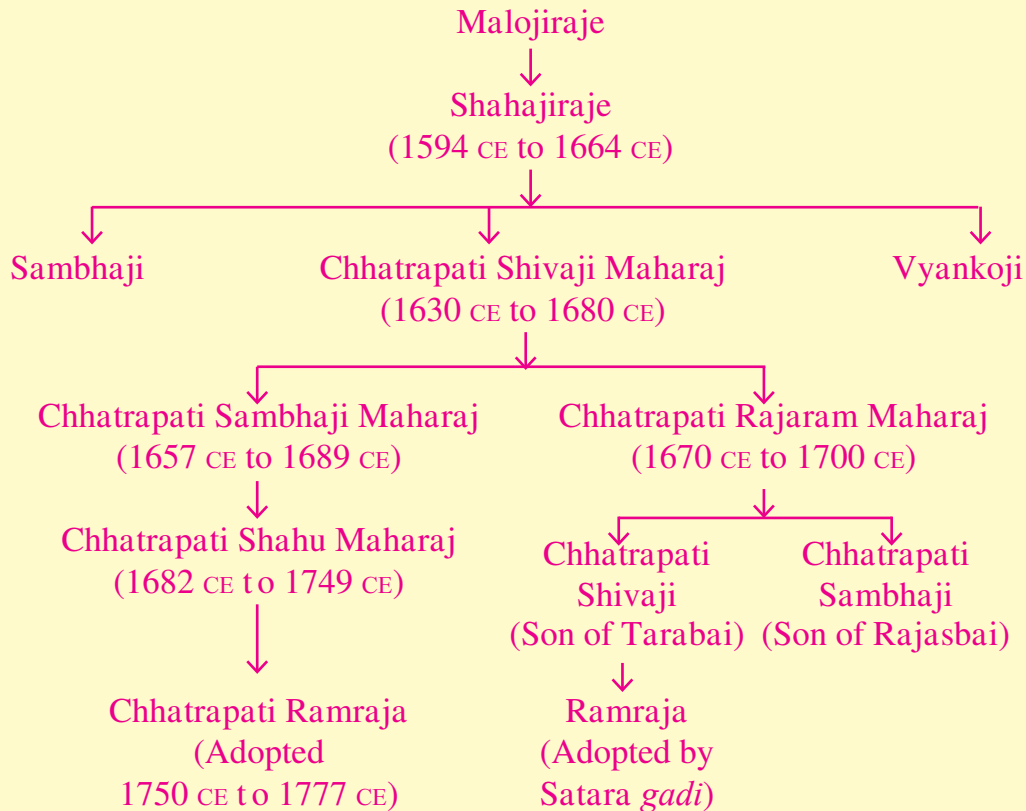 Malojiraje
Shahajiraje
(1594 CE to 1664 CE)
Sambhaji
Chhatrapati Shivaji Maharaj
(1630 CE to 1680 CE)
Vyankoji
Chhatrapati Sambhaji Maharaj
(1657 CE to 1689 CE)
Chhatrapati Rajaram Maharaj
(1670 CE to 1700 CE)
Chhatrapati Shahu Maharaj
(1682 CE to 1749 CE)
Chhatrapati
Shivaji
(Son of Tarabai)
Chhatrapati
Sambhaji
(Son of Rajasbai)
Chhatrapati Ramraja
(Adopted
1750 CE to 1777 CE)
Ramraja
(Adopted by
Satara gadi)